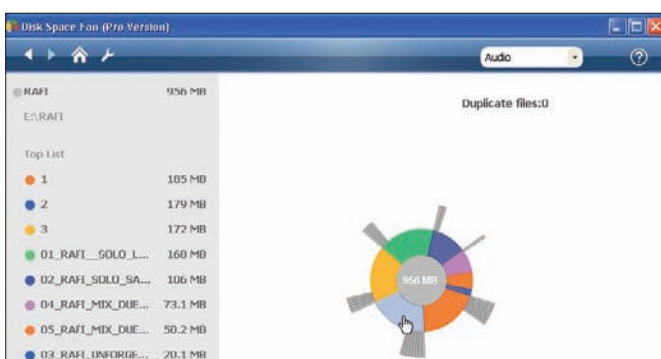 Disk Space Fan (Pro Version)
Audio
RAFI 956 MB
E:\RAFI
Duplicate files:0
Top List
1 185 MB
2 179 MB
3 172 MB
01_RAFI__SOLO_L... 160 MB
02_RAFI_SOLO_SA... 106 MB
04_RAFI_MIX_DUE... 73.1 MB
05_RAFI_MIX_DUE... 50.2 MB
03_RAFI_UNFORGE... 20.1 MB
956 MB